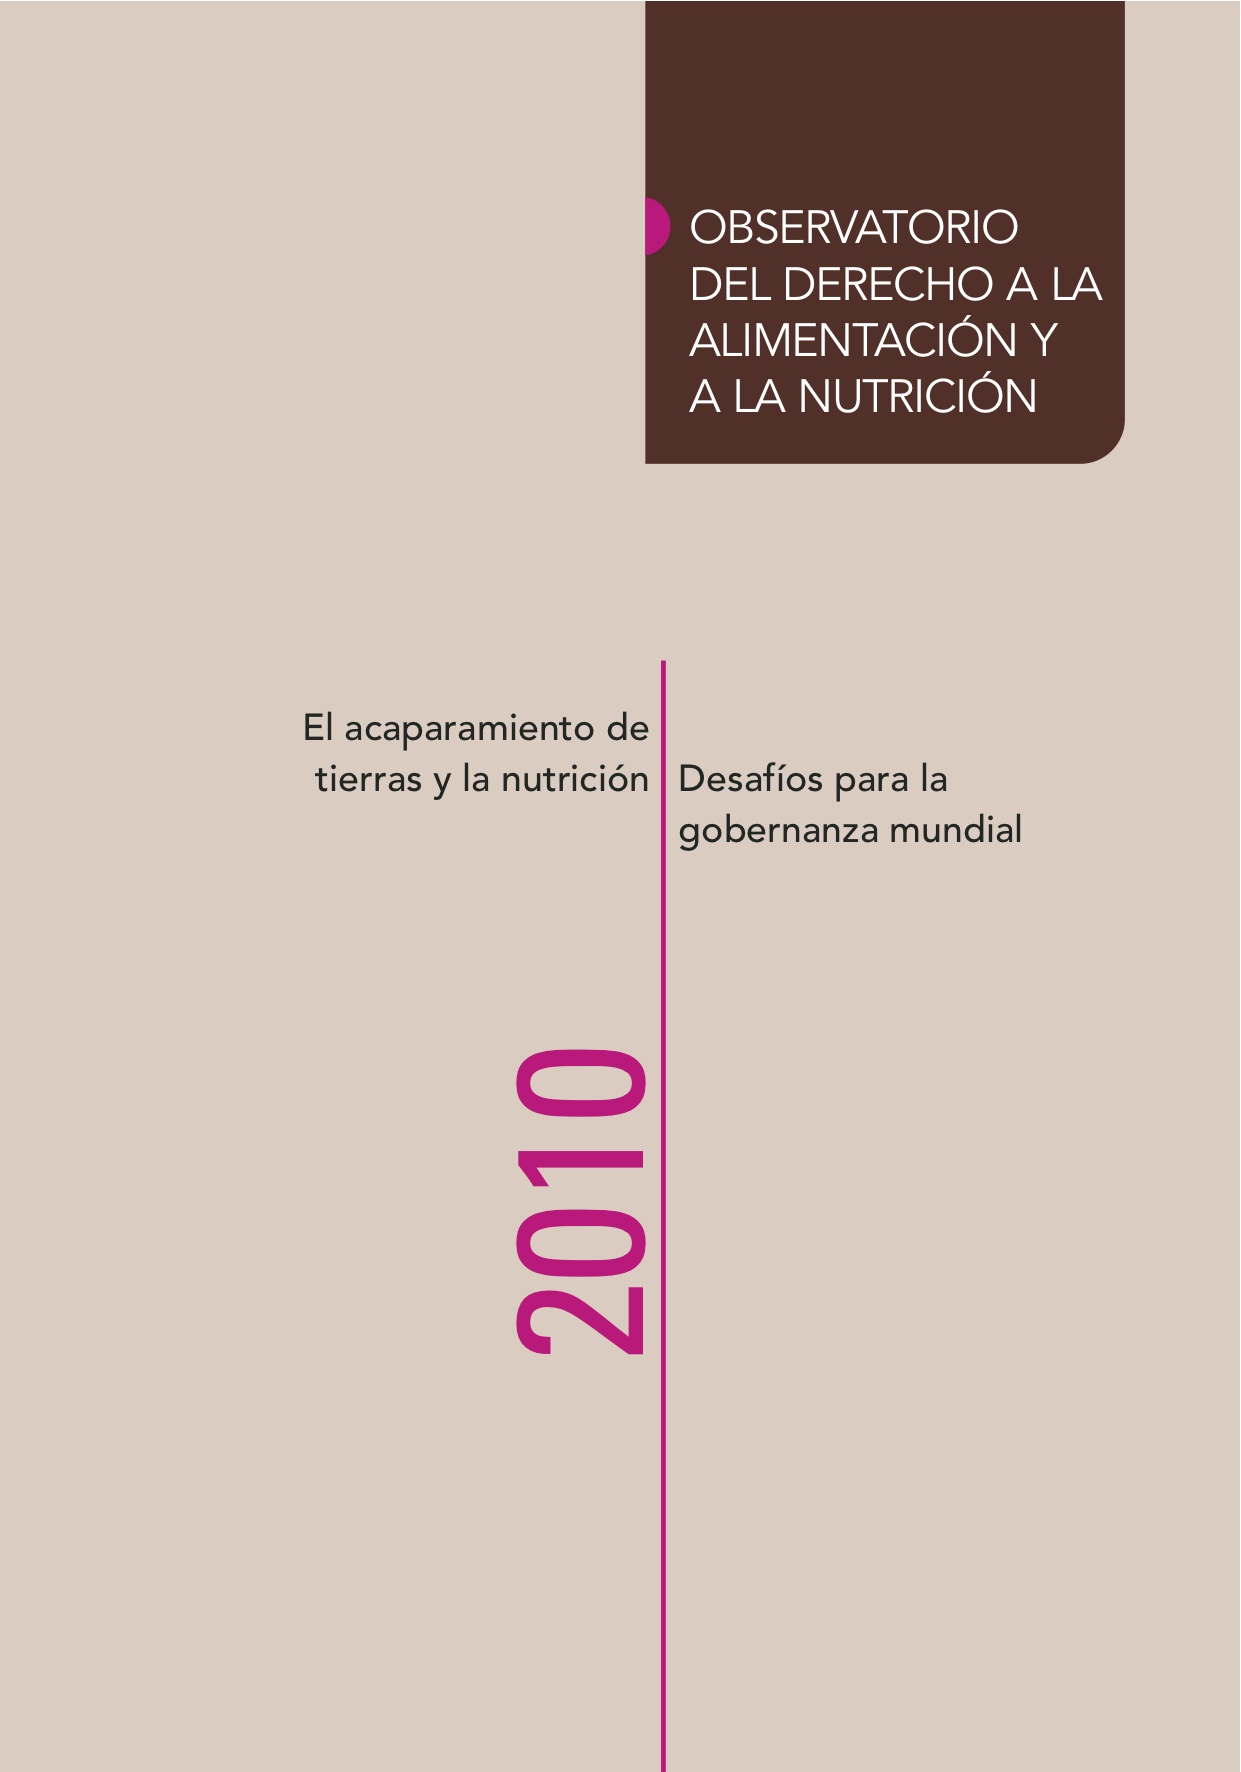 OBSERVATORIO
DEL DERECHO A LA
ALIMENTACIÓN Y
A LA NUTRICIÓN
El acaparamiento de
tierras y la nutrición
Desafíos para la
gobernanza mundial
2010